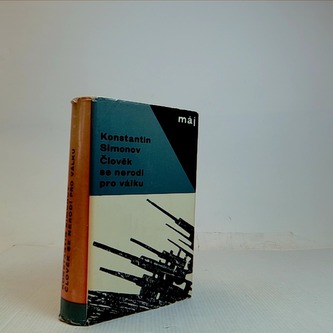 máj
Konstantin
Simonov
Člověk
se nerodí
pro válku
ČLOVĚK SE NERODÍ PRO VÁLKU